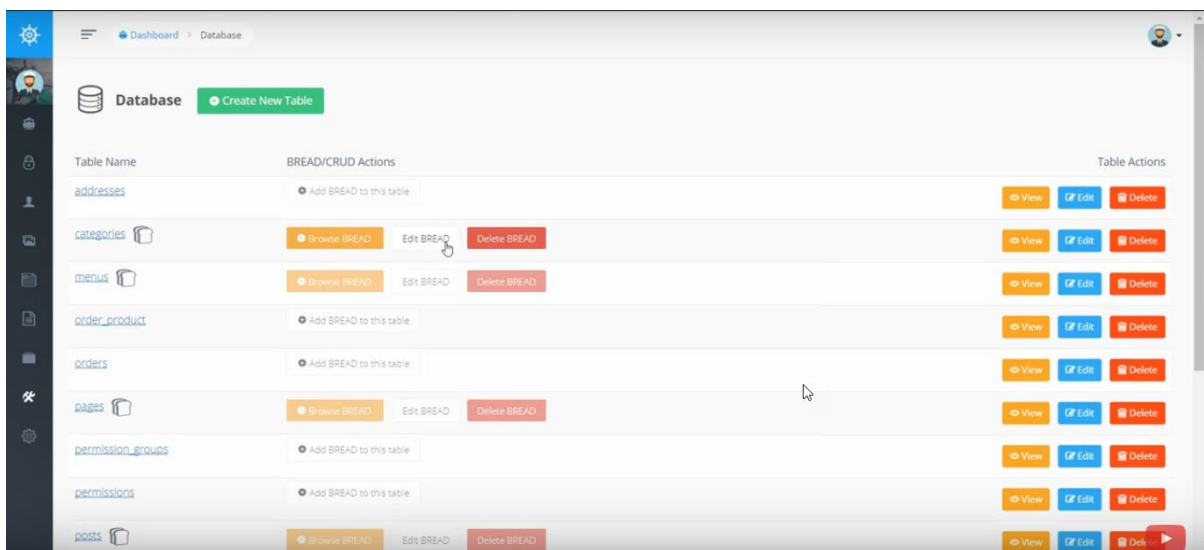 Dashboard > Database
Database Create New Table
Table Name BREAD/CRUD Actions Table Actions
addresses Add BREAD to this table View Edit Delete
categories Browse BREAD Edit BREAD Delete BREAD View Edit Delete
menus Browse BREAD Edit BREAD Delete BREAD View Edit Delete
order_product Add BREAD to this table View Edit Delete
orders Add BREAD to this table View Edit Delete
pages Browse BREAD Edit BREAD Delete BREAD View Edit Delete
permission_groups Add BREAD to this table View Edit Delete
permissions Add BREAD to this table View Edit Delete
posts Browse BREAD Edit BREAD Delete BREAD View Edit